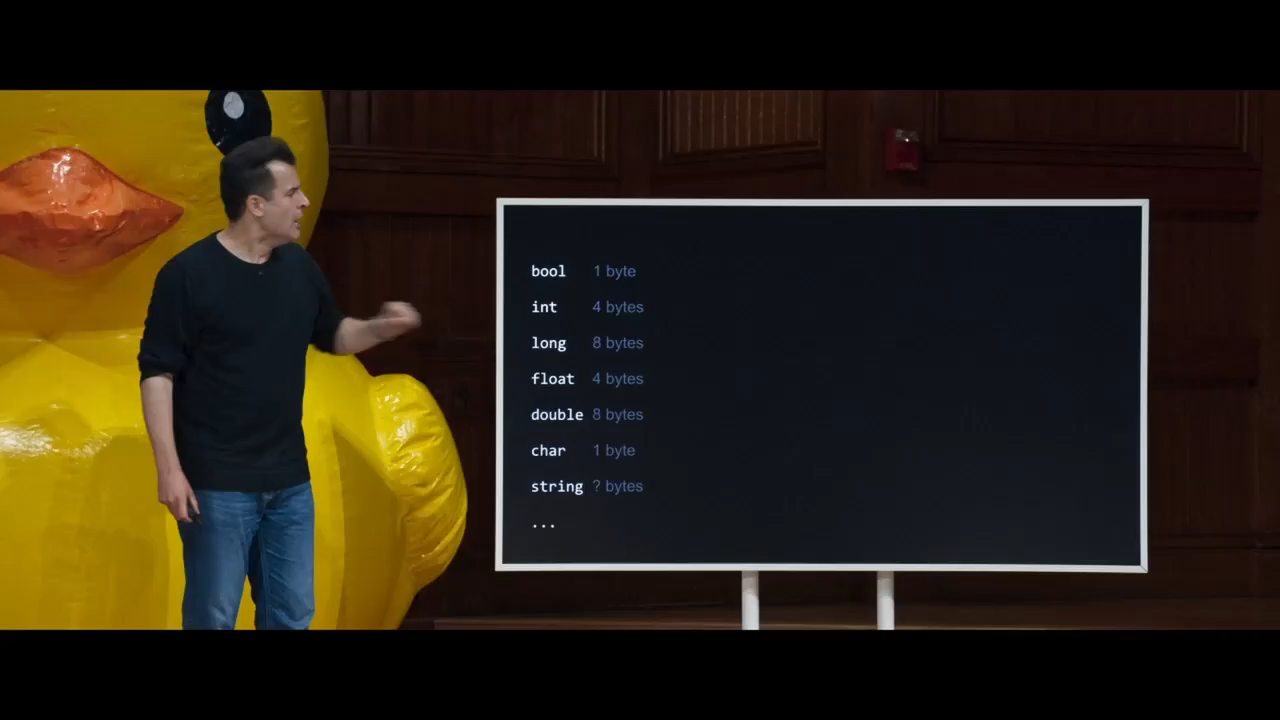 bool 1 byte
int 4 bytes
long 8 bytes
float 4 bytes
double 8 bytes
char 1 byte
string ? bytes
...